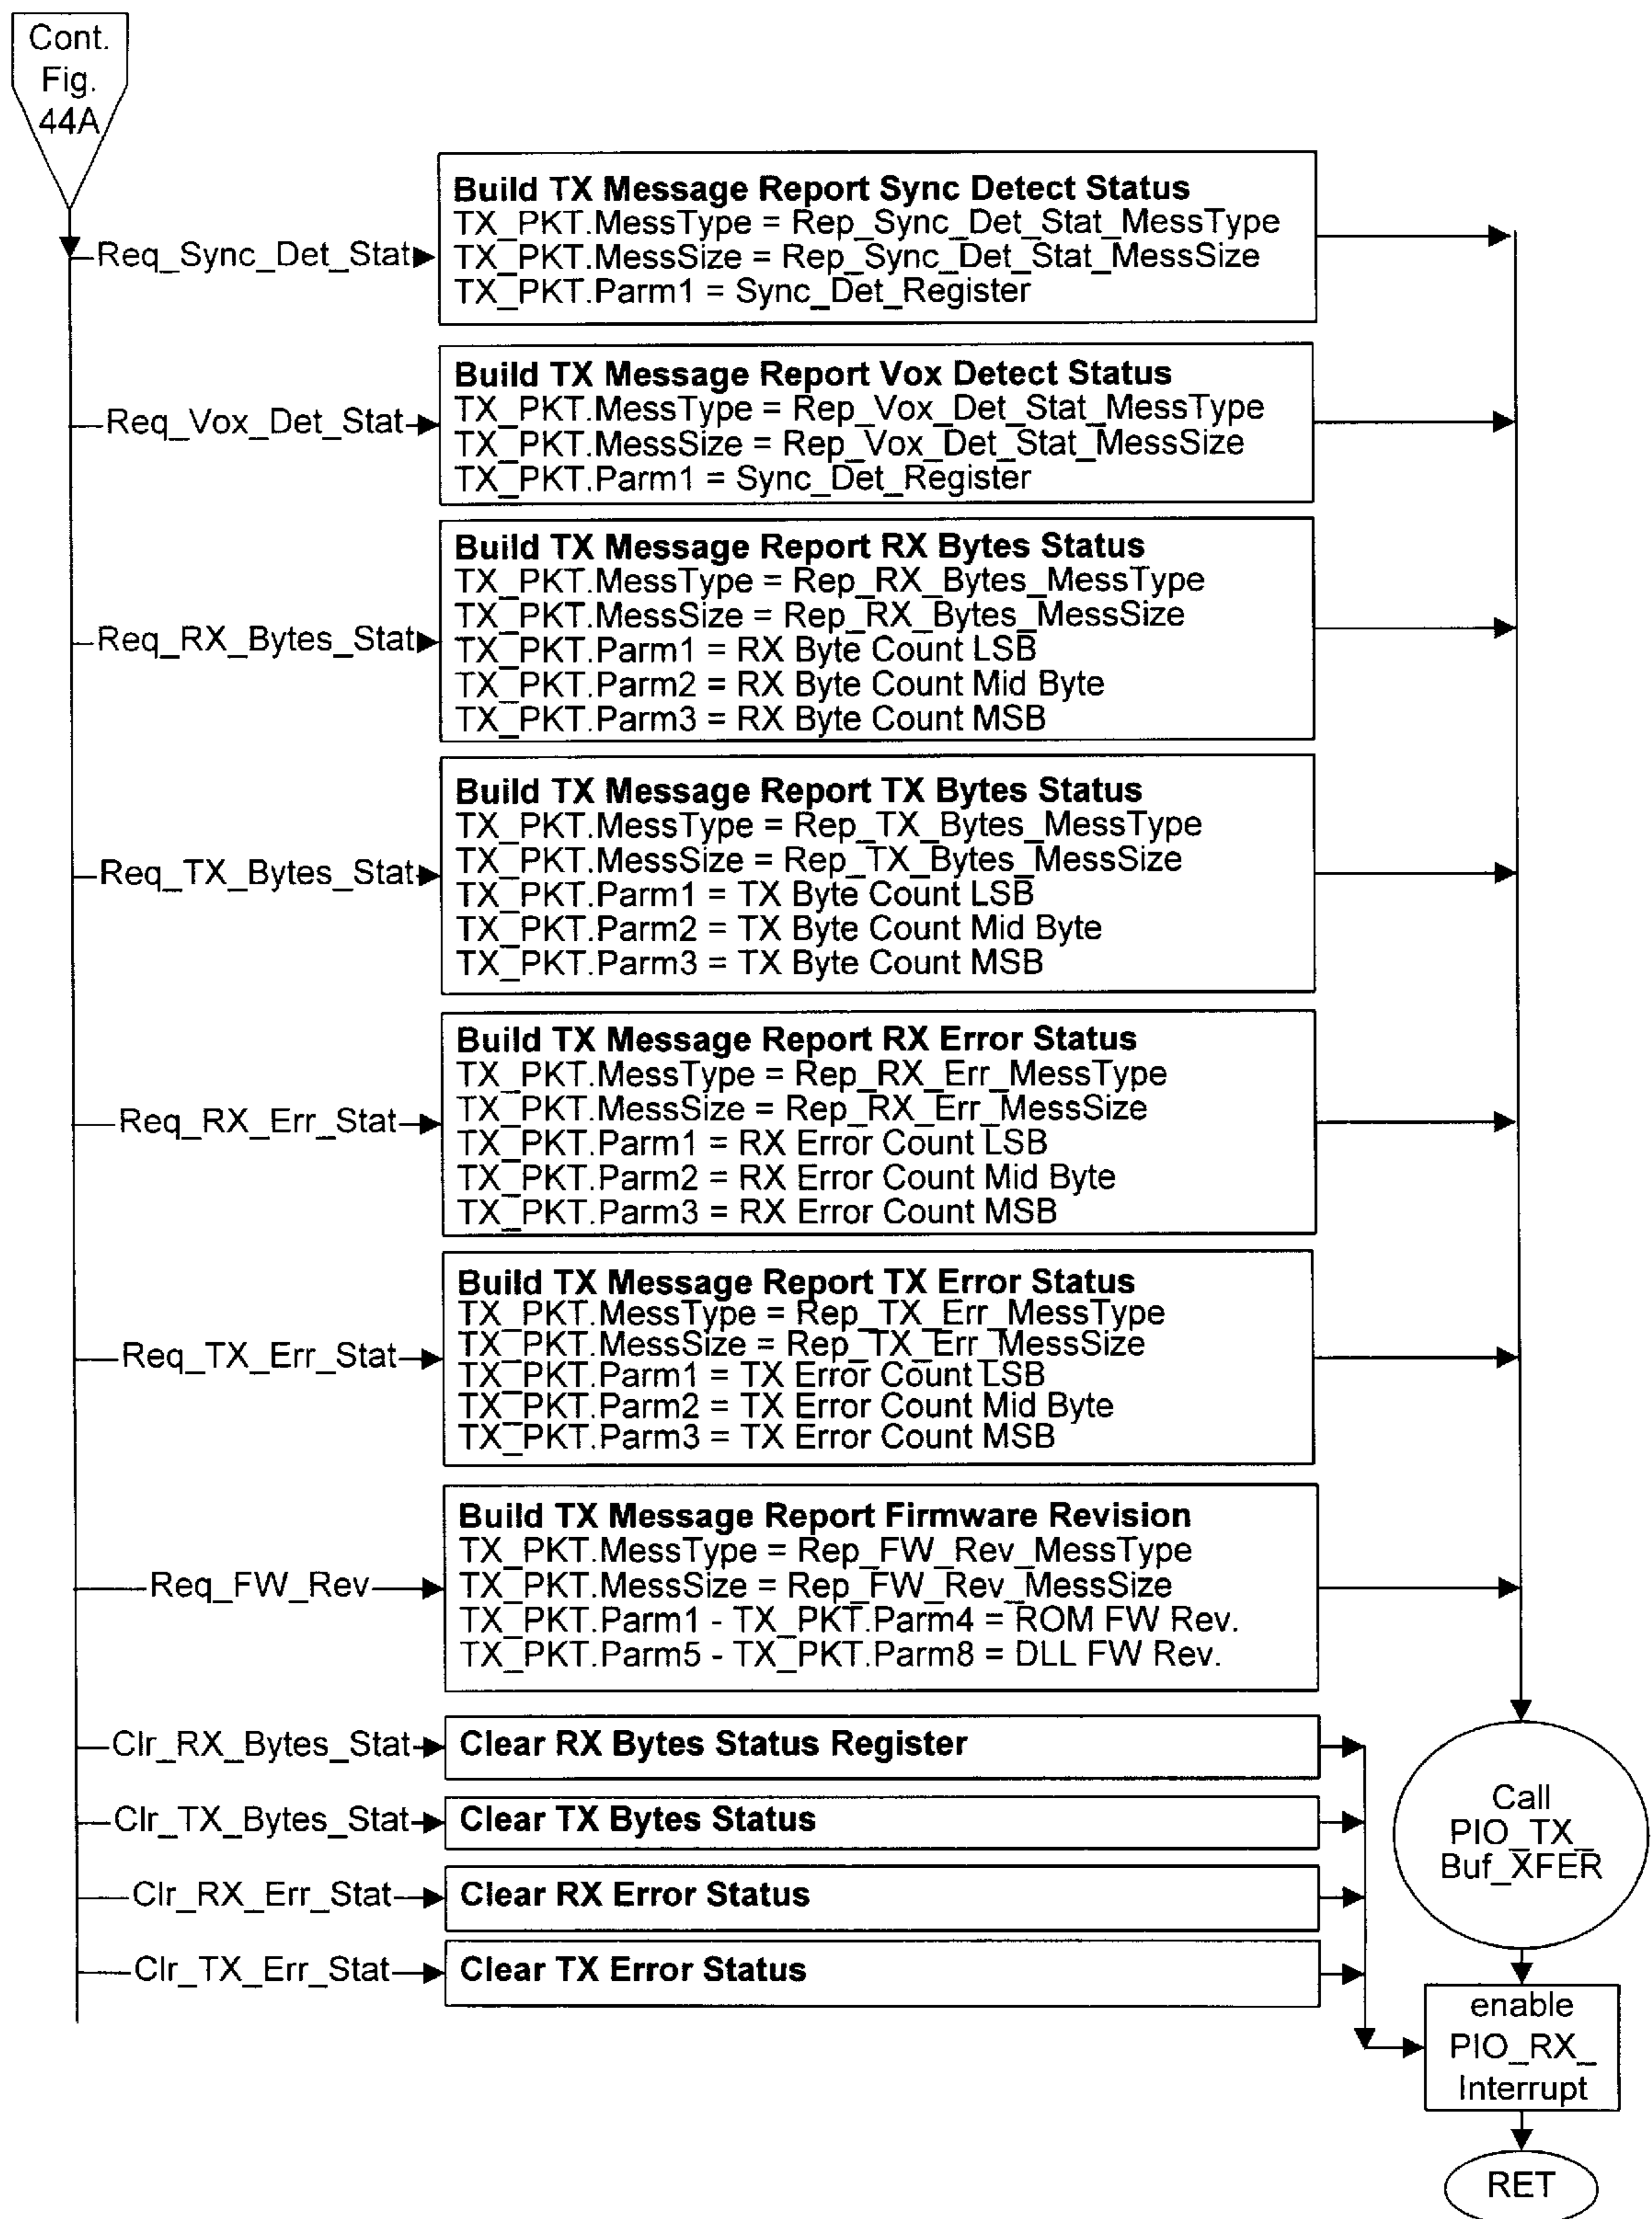 Cont.
Fig.
44A
Req_Sync_Det_Stat
Build TX Message Report Sync Detect Status
TX_PKT.MessType = Rep_Sync_Det_Stat_MessType
TX_PKT.MessSize = Rep_Sync_Det_Stat_MessSize
TX_PKT.Parm1 = Sync_Det_Register
Req_Vox_Det_Stat
Build TX Message Report Vox Detect Status
TX_PKT.MessType = Rep_Vox_Det_Stat_MessType
TX_PKT.MessSize = Rep_Vox_Det_Stat_MessSize
TX_PKT.Parm1 = Sync_Det_Register
Req_RX_Bytes_Stat
Build TX Message Report RX Bytes Status
TX_PKT.MessType = Rep_RX_Bytes_MessType
TX_PKT.MessSize = Rep_RX_Bytes_MessSize
TX_PKT.Parm1 = RX Byte Count LSB
TX_PKT.Parm2 = RX Byte Count Mid Byte
TX_PKT.Parm3 = RX Byte Count MSB
Req_TX_Bytes_Stat
Build TX Message Report TX Bytes Status
TX_PKT.MessType = Rep_TX_Bytes_MessType
TX_PKT.MessSize = Rep_TX_Bytes_MessSize
TX_PKT.Parm1 = TX Byte Count LSB
TX_PKT.Parm2 = TX Byte Count Mid Byte
TX_PKT.Parm3 = TX Byte Count MSB
Req_RX_Err_Stat
Build TX Message Report RX Error Status
TX_PKT.MessType = Rep_RX_Err_MessType
TX_PKT.MessSize = Rep_RX_Err_MessSize
TX_PKT.Parm1 = RX Error Count LSB
TX_PKT.Parm2 = RX Error Count Mid Byte
TX_PKT.Parm3 = RX Error Count MSB
Req_TX_Err_Stat
Build TX Message Report TX Error Status
TX_PKT.MessType = Rep_TX_Err_MessType
TX_PKT.MessSize = Rep_TX_Err_MessSize
TX_PKT.Parm1 = TX Error Count LSB
TX_PKT.Parm2 = TX Error Count Mid Byte
TX_PKT.Parm3 = TX Error Count MSB
Req_FW_Rev
Build TX Message Report Firmware Revision
TX_PKT.MessType = Rep_FW_Rev_MessType
TX_PKT.MessSize = Rep_FW_Rev_MessSize
TX_PKT.Parm1 - TX_PKT.Parm4 = ROM FW Rev.
TX_PKT.Parm5 - TX_PKT.Parm8 = DLL FW Rev.
Clr_RX_Bytes_Stat
Clear RX Bytes Status Register
Clr_TX_Bytes_Stat
Clear TX Bytes Status
Clr_RX_Err_Stat
Clear RX Error Status
Clr_TX_Err_Stat
Clear TX Error Status
Call
PIO_TX_
Buf_XFER
enable
PIO_RX_
Interrupt
RET